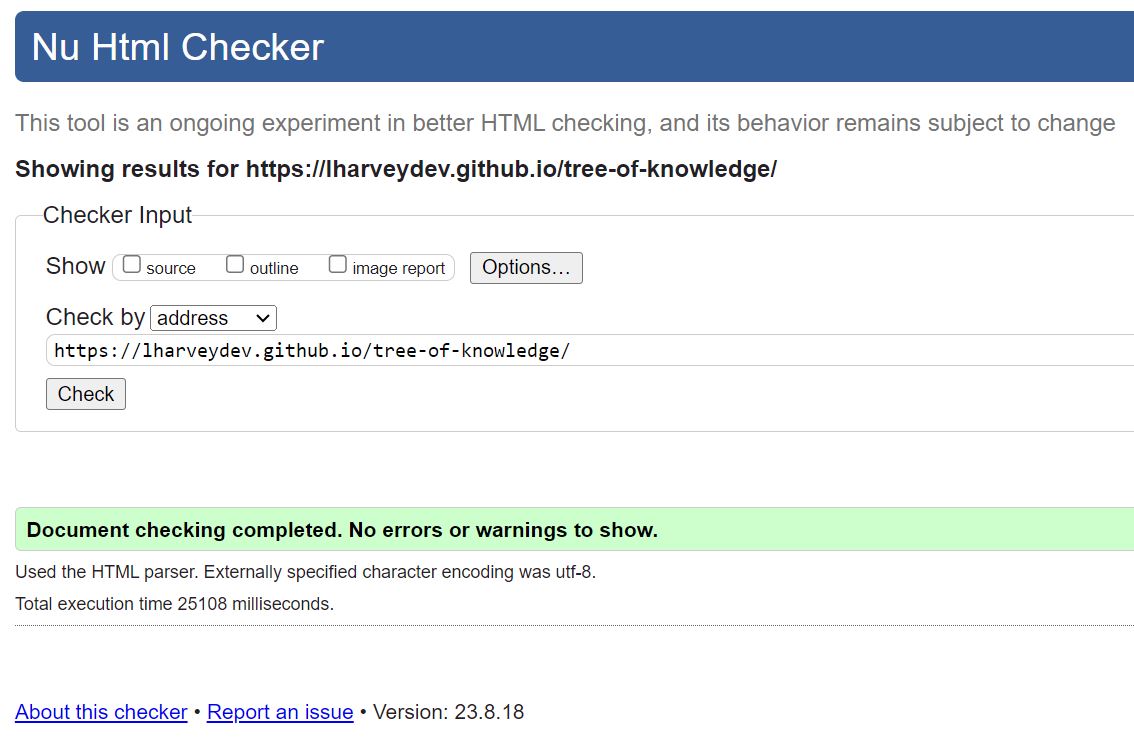 Nu Html Checker
This tool is an ongoing experiment in better HTML checking, and its behavior remains subject to change
Showing results for https://lharveydev.github.io/tree-of-knowledge/
Checker Input
Show source outline image report Options...
Check by address
https://lharveydev.github.io/tree-of-knowledge/
Check
Document checking completed. No errors or warnings to show.
Used the HTML parser. Externally specified character encoding was utf-8.
Total execution time 25108 milliseconds.
About this checker • Report an issue • Version: 23.8.18